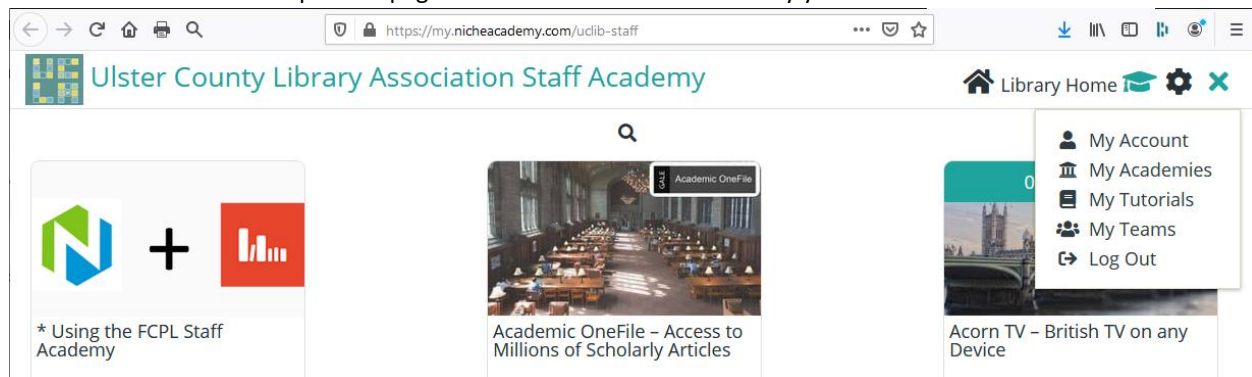 https://my.nicheacademy.com/uclib-staff
Ulster County Library Association Staff Academy
Library Home
My Account
My Academies
My Tutorials
My Teams
Log Out
GALE
Academic OneFile
0
* Using the FCPL Staff
Academy
Academic OneFile – Access to
Millions of Scholarly Articles
Acorn TV – British TV on any
Device